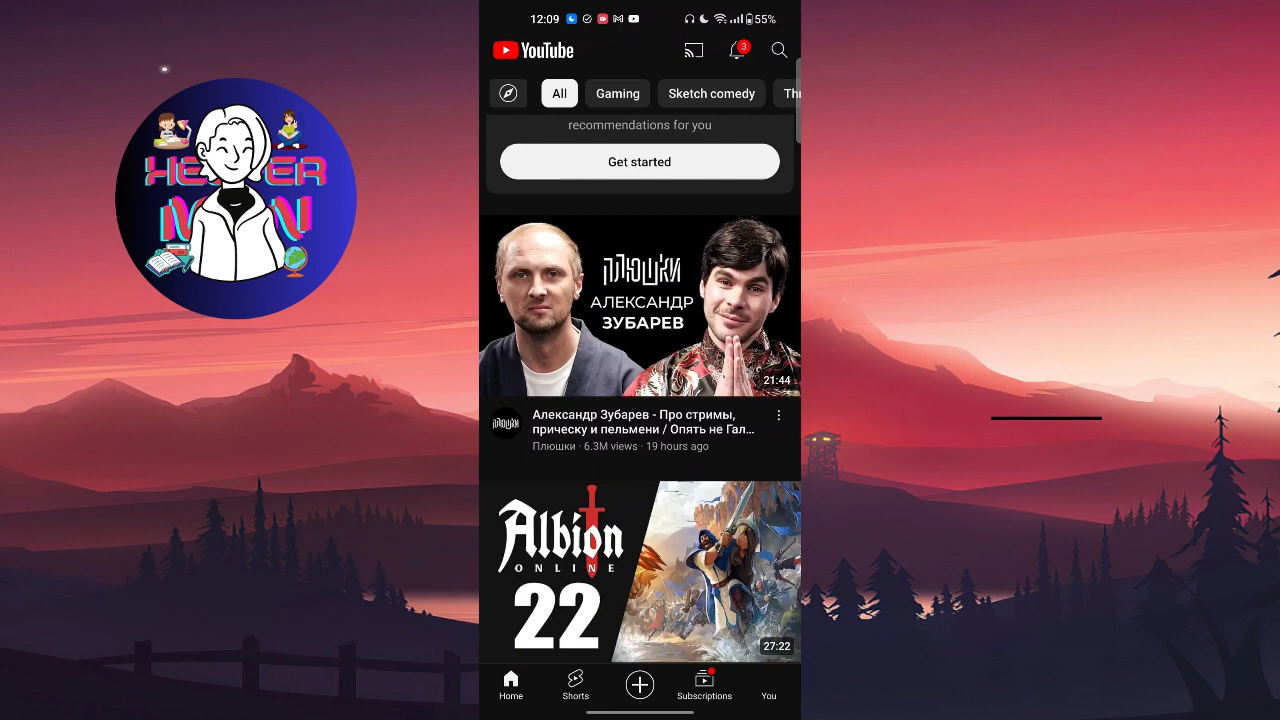 12:09
55%
YouTube
3
All
Gaming
Sketch comedy
recommendations for you
Get started
ПЛЮШКИ
АЛЕКСАНДР
ЗУБАРЕВ
21:44
плюшки
Александр Зубарев - Про стримы,
прическу и пельмени / Опять не Гал...
Плюшки · 6.3M views · 19 hours ago
Albion
ONLINE
22
27:22
Home
Shorts
Subscriptions
You